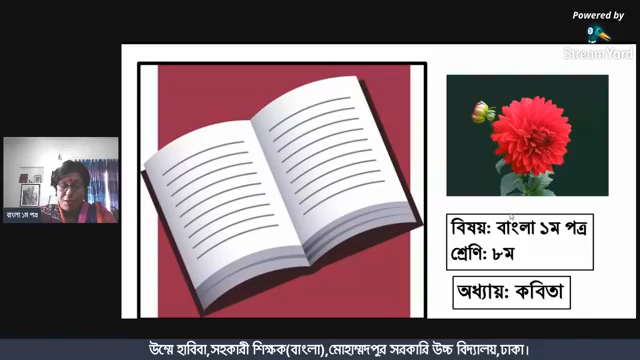 Powered by
StreamYard
বিষয়: বাংলা ১ম পত্র
শ্রেণি: ৮ম
অধ্যায়: কবিতা
বাংলা ১ম পত্র
উম্মে হাবিবা,সহকারী শিক্ষক(বাংলা),মোহাম্মদপুর সরকারি উচ্চ বিদ্যালয়,ঢাকা।